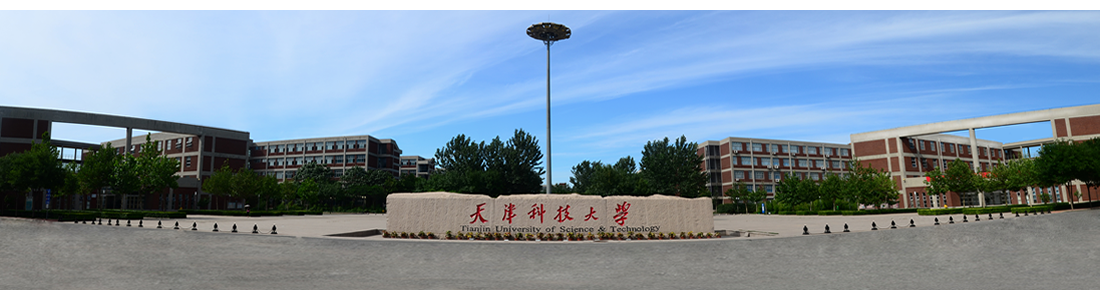 天津科技大学
Tianjin University of Science & Technology